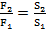 F₂/F₁ = S₂/S₁